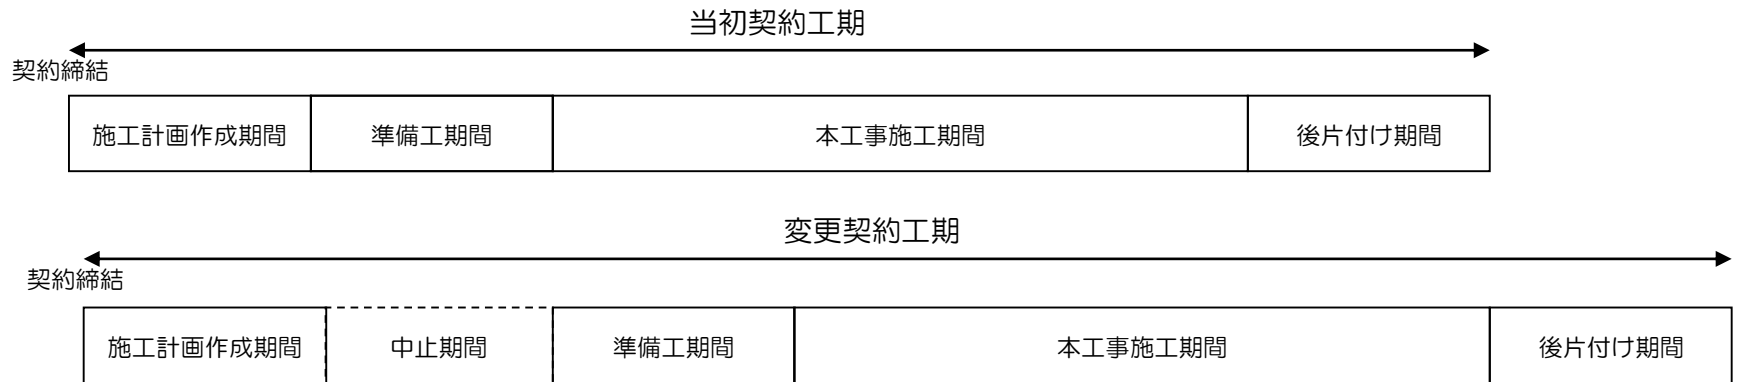 当初契約工期
契約締結
施工計画作成期間
準備工期間
本工事施工期間
後片付け期間
変更契約工期
契約締結
施工計画作成期間
中止期間
準備工期間
本工事施工期間
後片付け期間